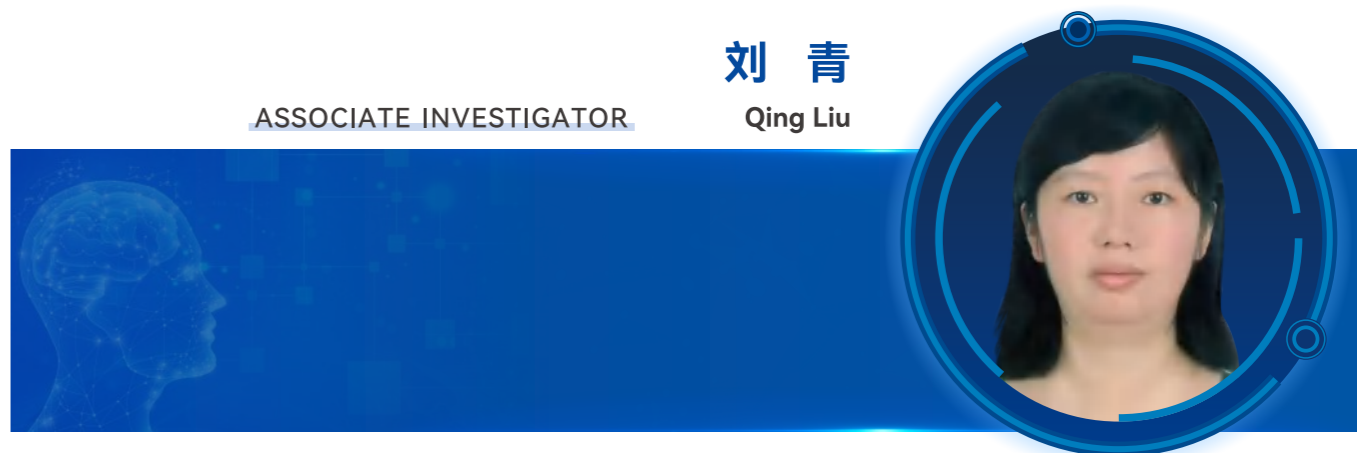 刘 青
ASSOCIATE INVESTIGATOR Qing Liu